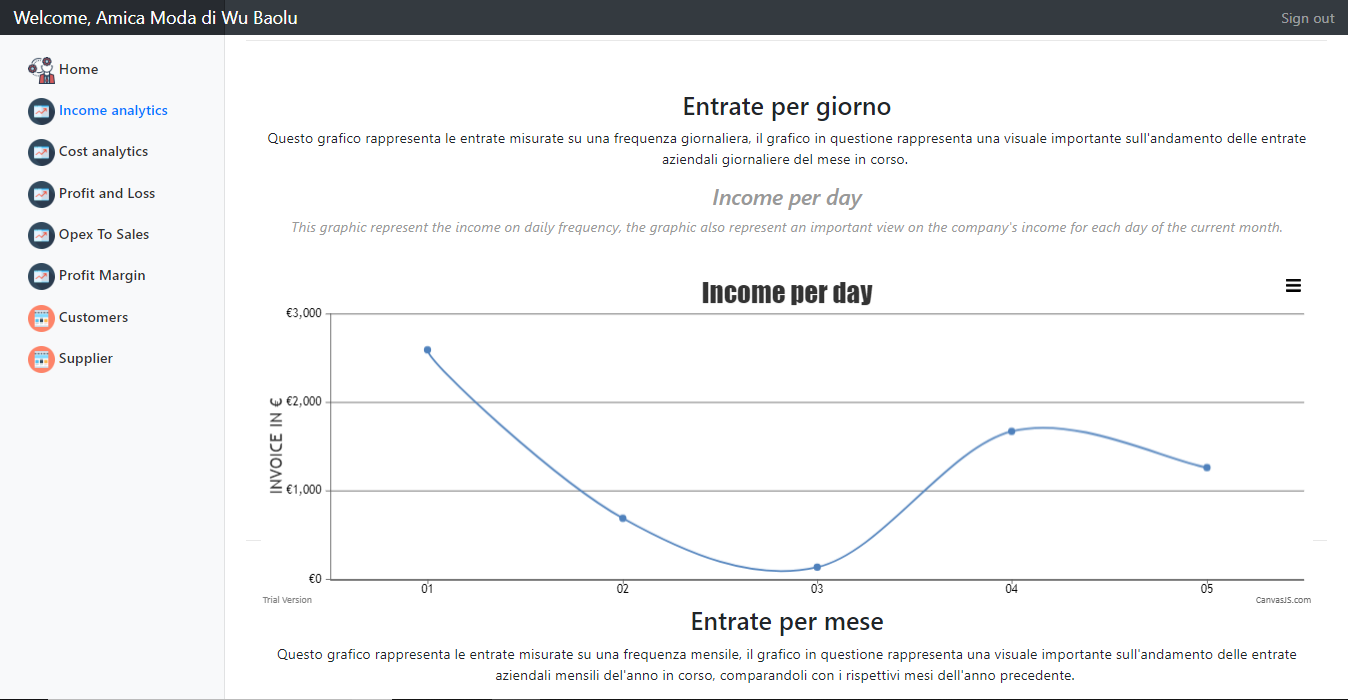 Welcome, Amica Moda di Wu Baolu
Sign out
Home
Income analytics
Cost analytics
Profit and Loss
Opex To Sales
Profit Margin
Customers
Supplier
Entrate per giorno
Questo grafico rappresenta le entrate misurate su una frequenza giornaliera, il grafico in questione rappresenta una visuale importante sull'andamento delle entrate
aziendali giornaliere del mese in corso.
Income per day
This graphic represent the income on daily frequency, the graphic also represent an important view on the company's income for each day of the current month.
Income per day
INVOICE IN €
€3,000
€2,000
€1,000
€0
01 02 03 04 05
Trial Version
CanvasJS.com
Entrate per mese
Questo grafico rappresenta le entrate misurate su una frequenza mensile, il grafico in questione rappresenta una visuale importante sull'andamento delle entrate
aziendali mensili del'anno in corso, comparandoli con i rispettivi mesi dell'anno precedente.